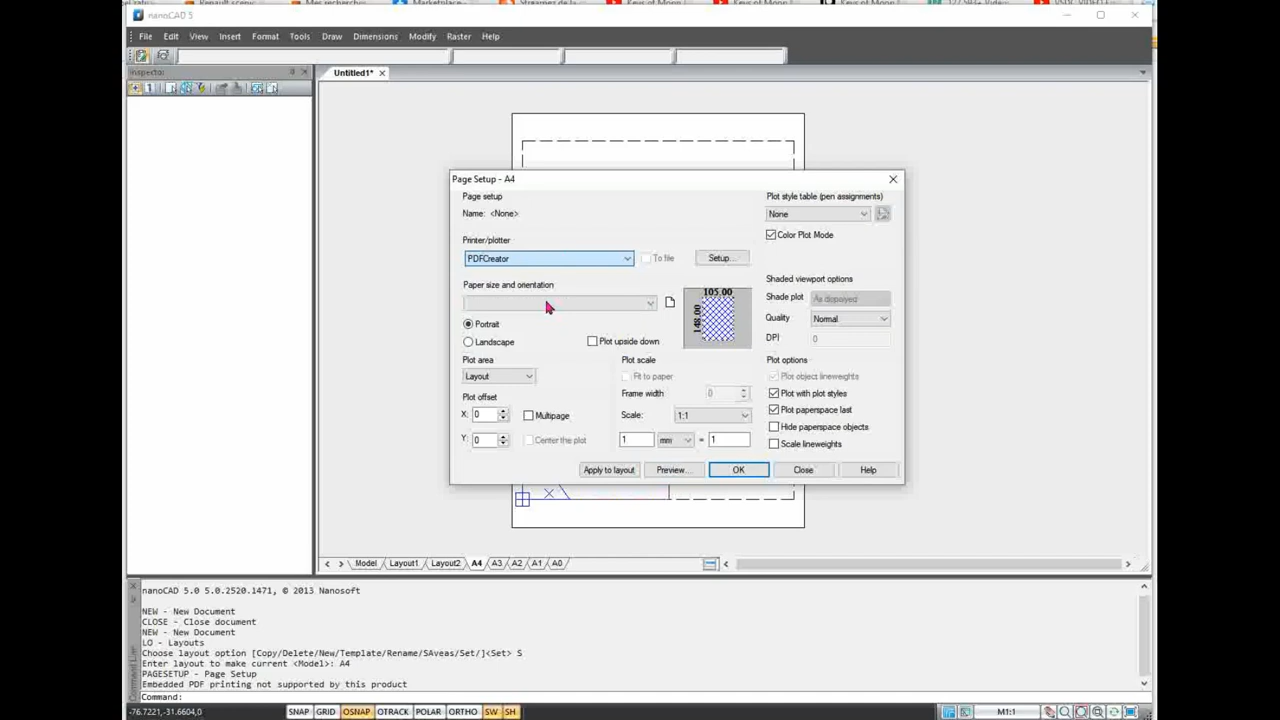 nanoCAD 5
File Edit View Insert Format Tools Draw Dimensions Modify Raster Help
Inspector
Untitled1*
Page Setup - A4
Page setup
Name: <None>
Printer/plotter
PDFCreator
To file
Setup...
Paper size and orientation
Portrait
Landscape
Plot upside down
105.00
148.00
Plot area
Layout
Plot offset
X: 0
Multipage
Y: 0
Center the plot
Plot scale
Fit to paper
Frame width 0
Scale: 1:1
1 mm = 1
Plot style table (pen assignments)
None
Color Plot Mode
Shaded viewport options
Shade plot As displayed
Quality Normal
DPI 0
Plot options
Plot object lineweights
Plot with plot styles
Plot paperspace last
Hide paperspace objects
Scale lineweights
Apply to layout Preview... OK Close Help
Model Layout1 Layout2 A4 A3 A2 A1 A0
nanoCAD 5.0 5.0.2520.1471, © 2013 Nanosoft
NEW - New Document
CLOSE - Close document
NEW - New Document
LO - Layouts
Choose layout option [Copy/Delete/New/Template/Rename/SAveas/Set/]<Set> S
Enter layout to make current <Model>: A4
PAGESETUP - Page Setup
Embedded PDF printing not supported by this product
Command:
-76.7221,-31.6604,0 SNAP GRID OSNAP OTRACK POLAR ORTHO SW SH M1:1